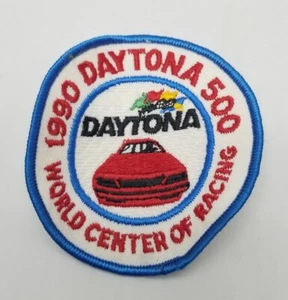 1990 DAYTONA 500
DAYTONA
WORLD CENTER OF RACING